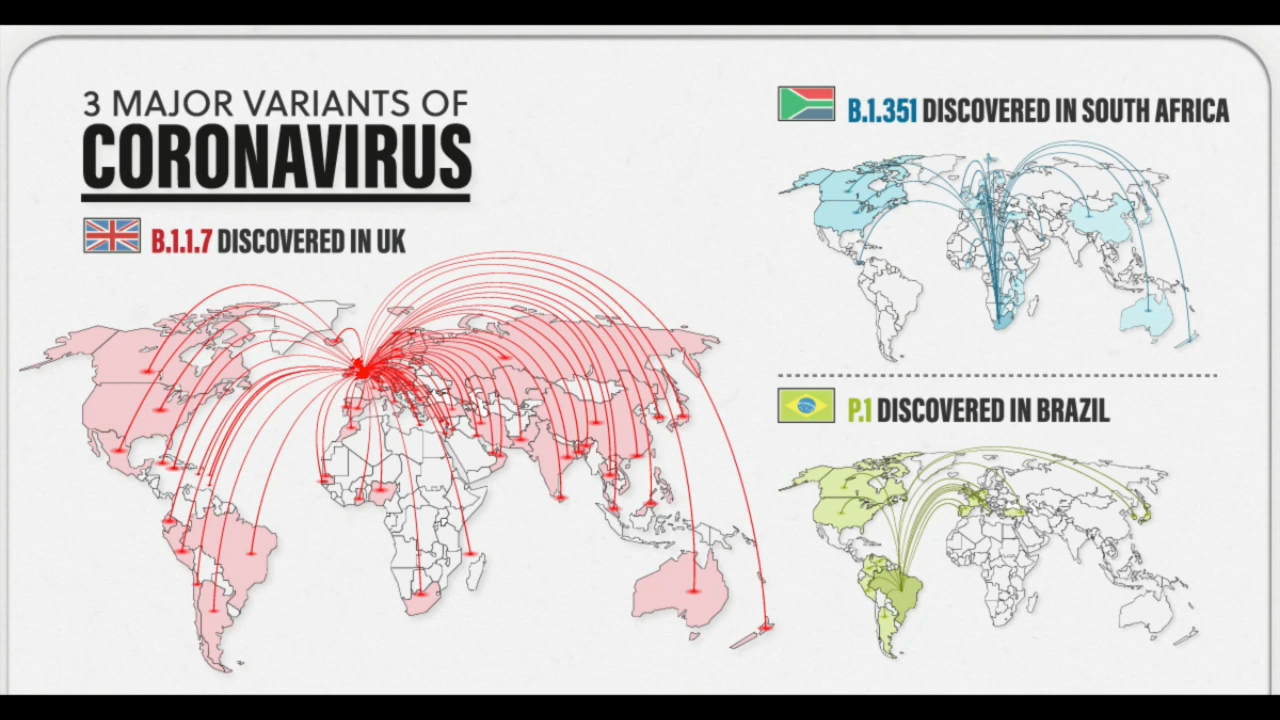 3 MAJOR VARIANTS OF
CORONAVIRUS
B.1.1.7 DISCOVERED IN UK
B.1.351 DISCOVERED IN SOUTH AFRICA
P.1 DISCOVERED IN BRAZIL